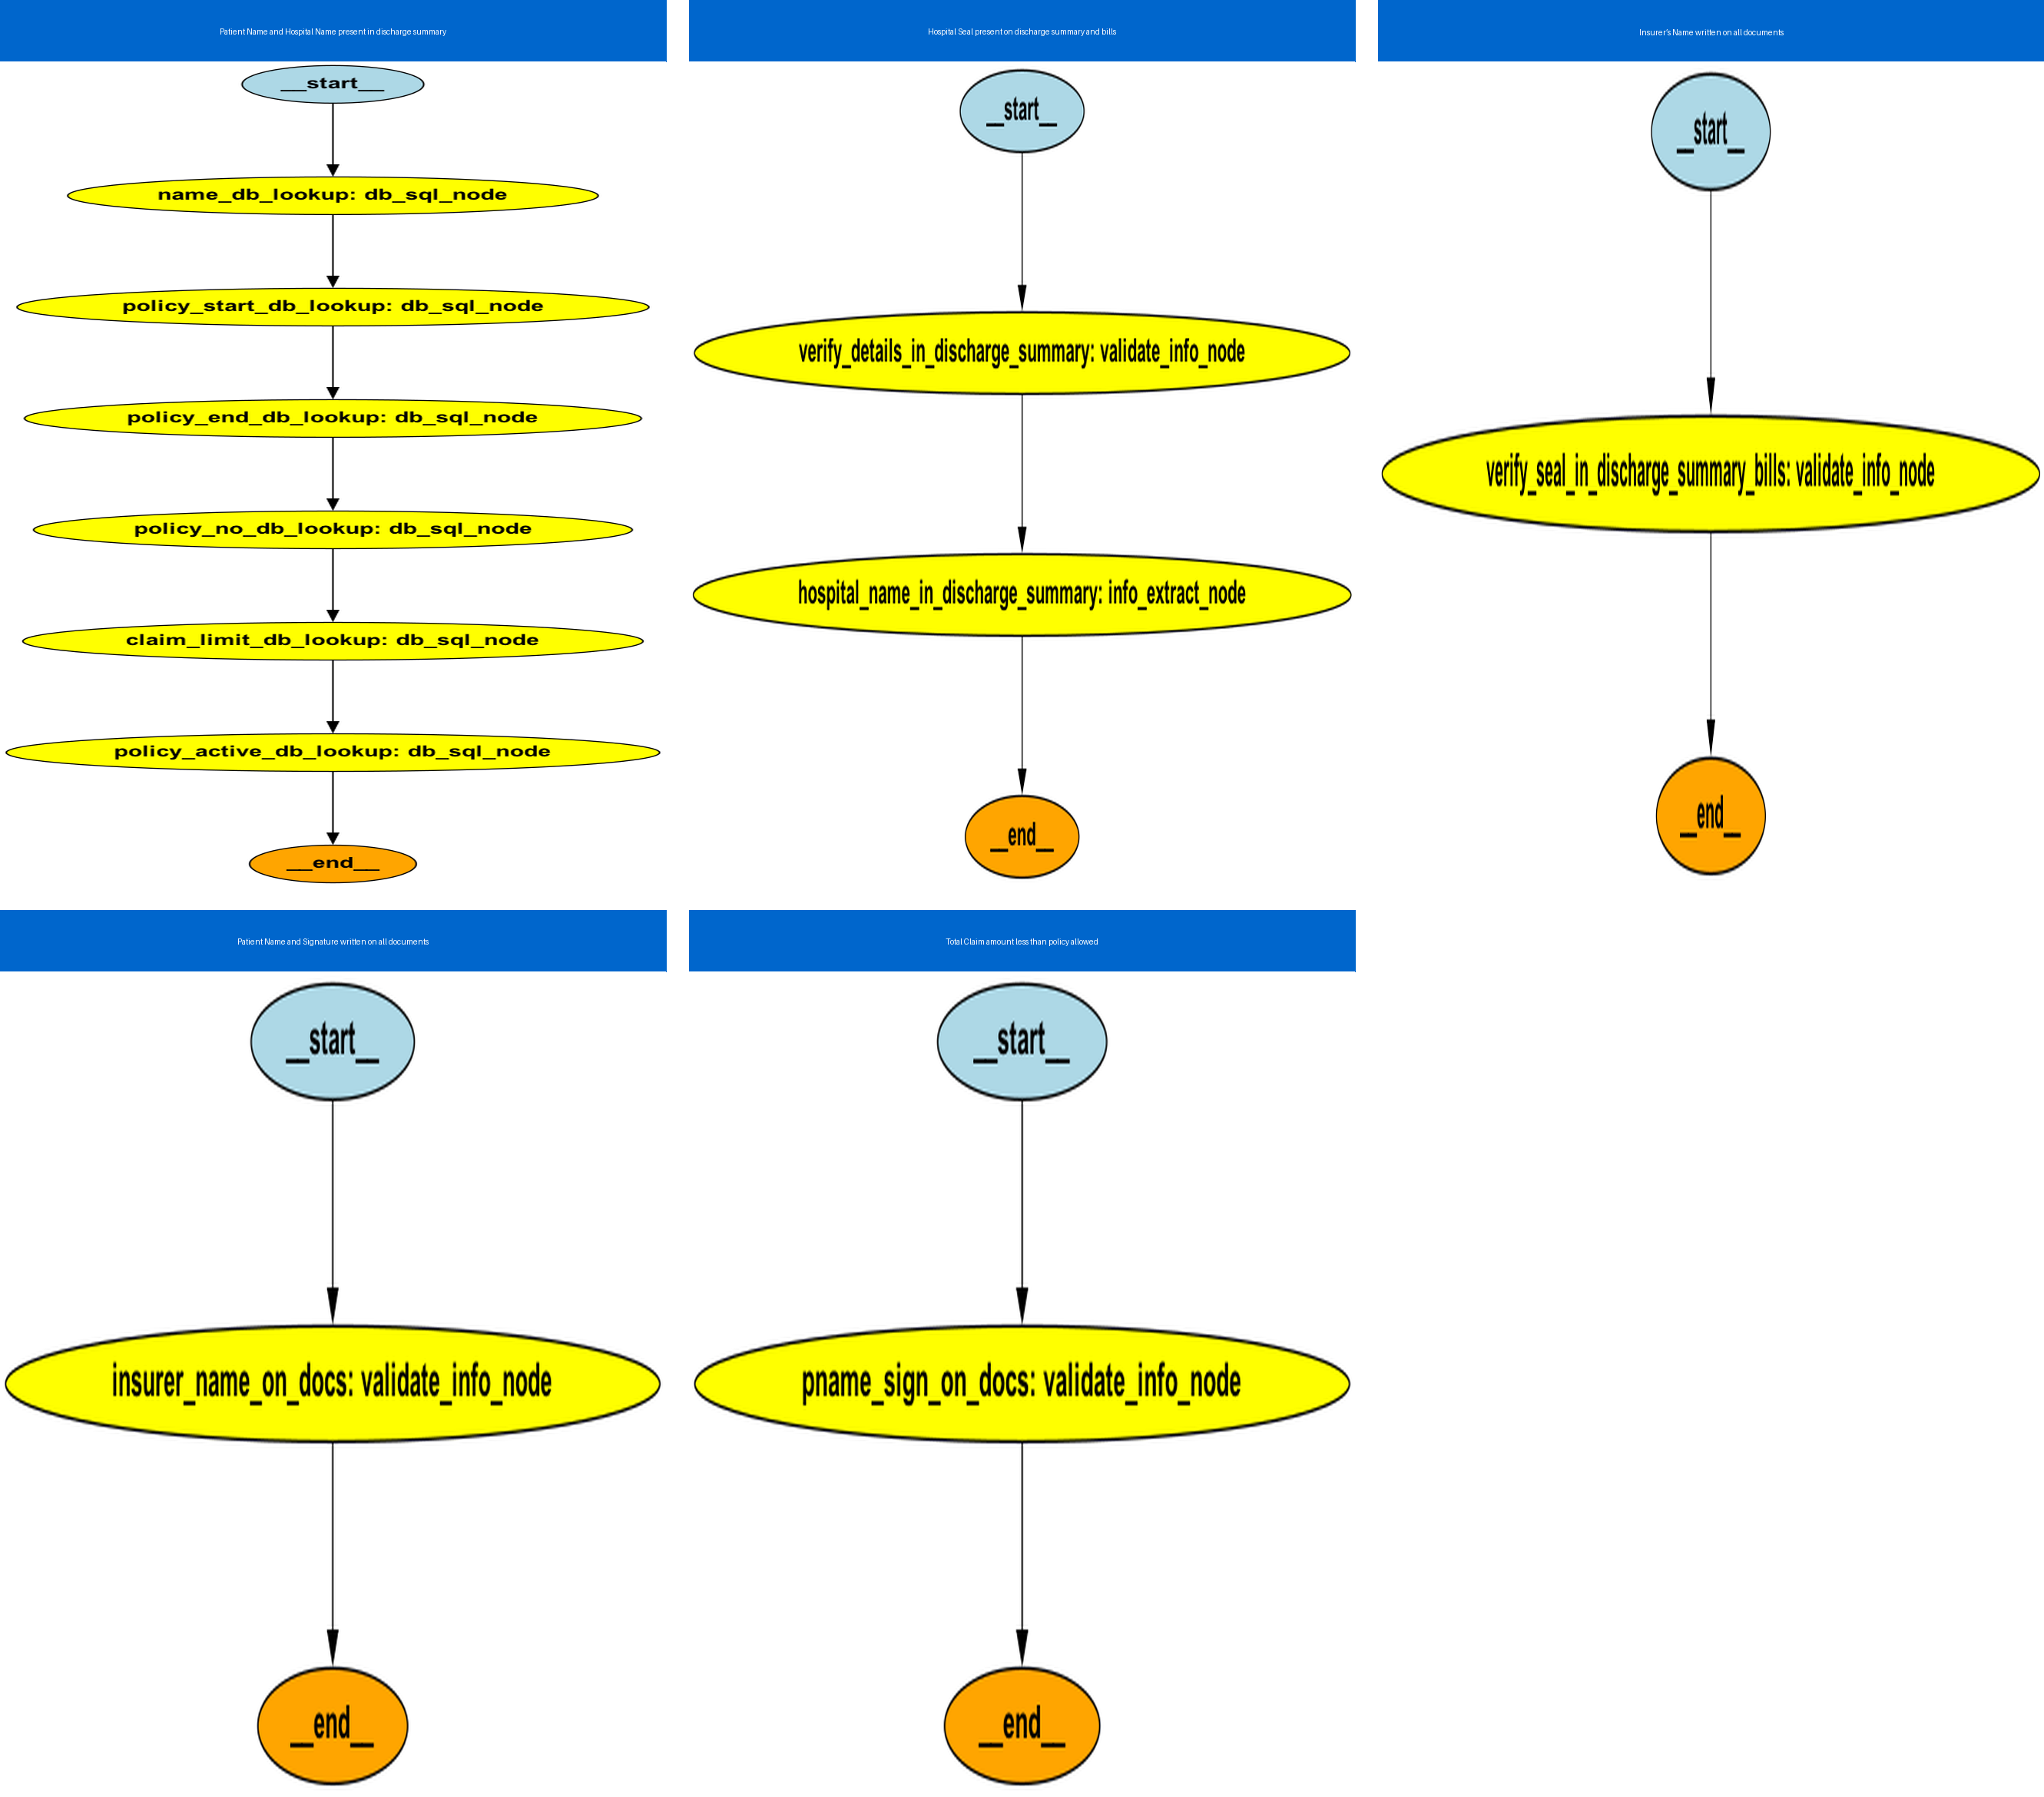 Patient Name and Hospital Name present in discharge summary
__start__
name_db_lookup: db_sql_node
policy_start_db_lookup: db_sql_node
policy_end_db_lookup: db_sql_node
policy_no_db_lookup: db_sql_node
claim_limit_db_lookup: db_sql_node
policy_active_db_lookup: db_sql_node
__end__
Hospital Seal present on discharge summary and bills
__start__
verify_details_in_discharge_summary: validate_info_node
hospital_name_in_discharge_summary: info_extract_node
__end__
Insurer's Name written on all documents
__start__
verify_seal_in_discharge_summary_bills: validate_info_node
__end__
Patient Name and Signature written on all documents
__start__
insurer_name_on_docs: validate_info_node
__end__
Total Claim amount less than policy allowed
__start__
pname_sign_on_docs: validate_info_node
__end__